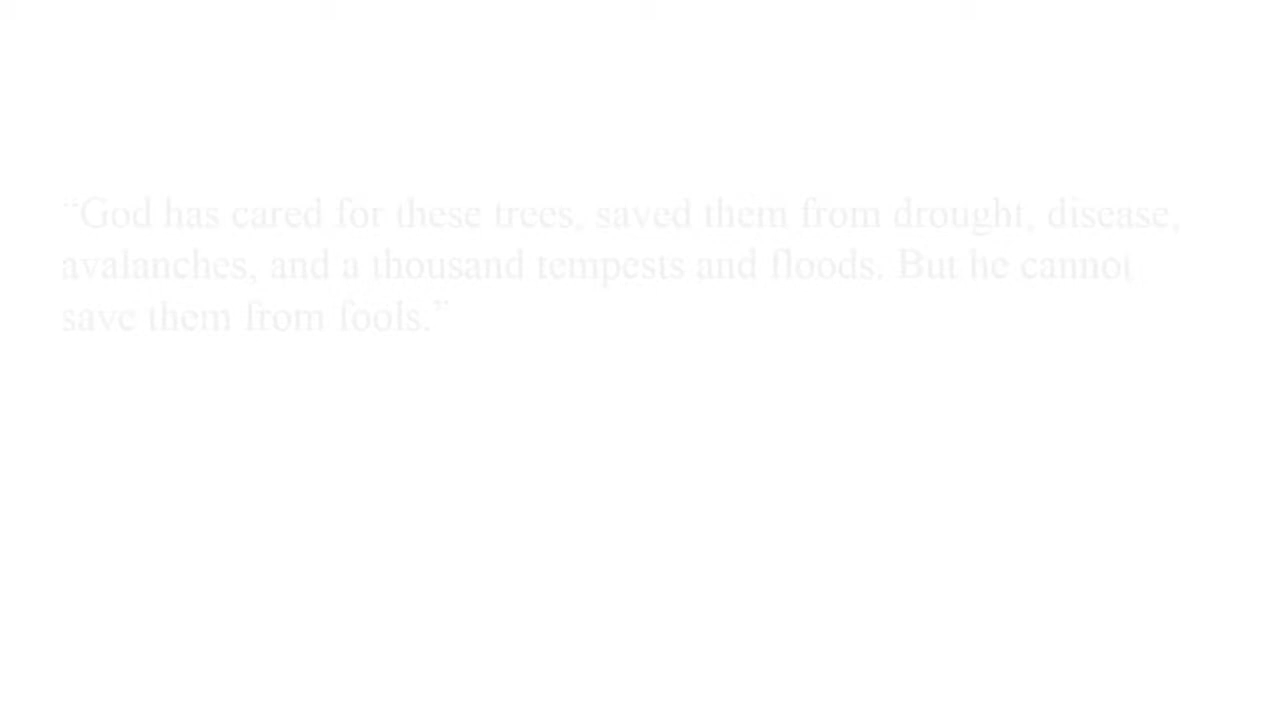 “God has cared for these trees, saved them from drought, disease,
avalanches, and a thousand tempests and floods. But he cannot
save them from fools.”